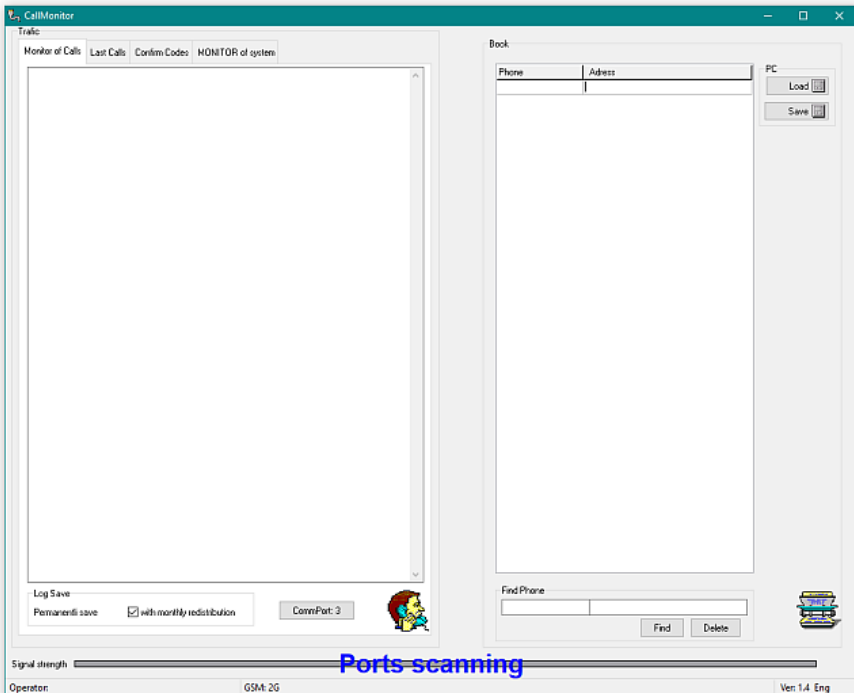 CallMonitor
Trafic
Monitor of Calls Last Calls Confirm Codes MONITOR of system
Book
Phone Adress
PC
Load
Save
Log Save
Permanentli save with monthly redistribution
CommPort: 3
Find Phone
Find Delete
Signal strength
Ports scanning
Operator: GSM: 2G Ver: 1.4 Eng